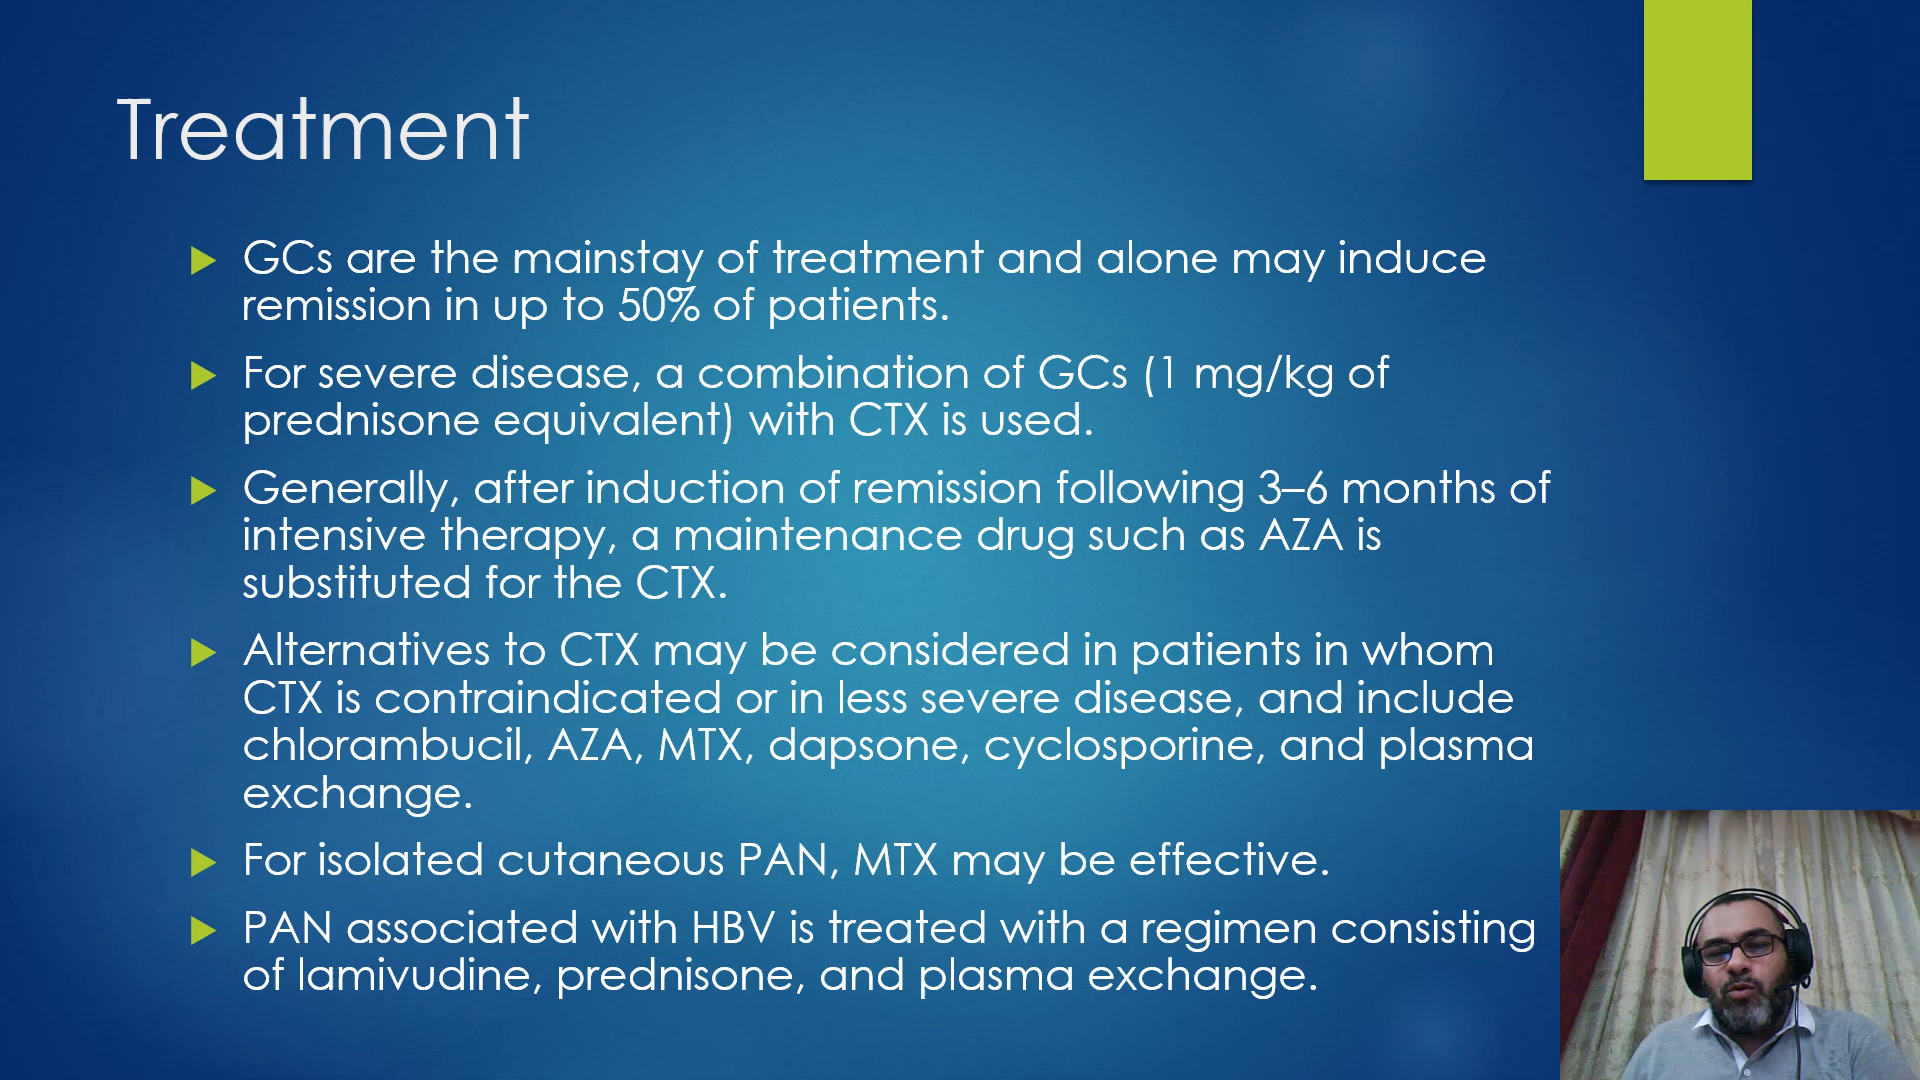 Treatment
GCs are the mainstay of treatment and alone may induce
remission in up to 50% of patients.
For severe disease, a combination of GCs (1 mg/kg of
prednisone equivalent) with CTX is used.
Generally, after induction of remission following 3–6 months of
intensive therapy, a maintenance drug such as AZA is
substituted for the CTX.
Alternatives to CTX may be considered in patients in whom
CTX is contraindicated or in less severe disease, and include
chlorambucil, AZA, MTX, dapsone, cyclosporine, and plasma
exchange.
For isolated cutaneous PAN, MTX may be effective.
PAN associated with HBV is treated with a regimen consisting
of lamivudine, prednisone, and plasma exchange.